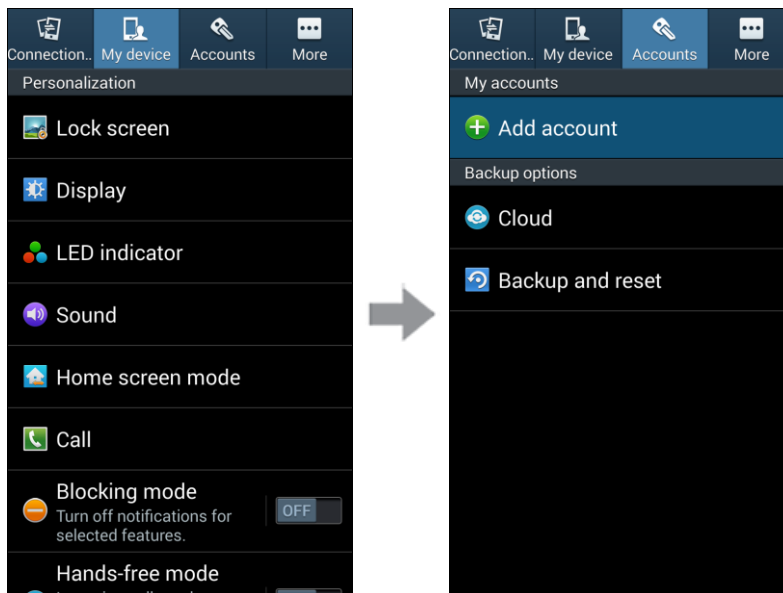 Connection.. My device Accounts More
Personalization
Lock screen
Display
LED indicator
Sound
Home screen mode
Call
Blocking mode
Turn off notifications for
selected features.
OFF
Hands-free mode
Connection.. My device Accounts More
My accounts
Add account
Backup options
Cloud
Backup and reset